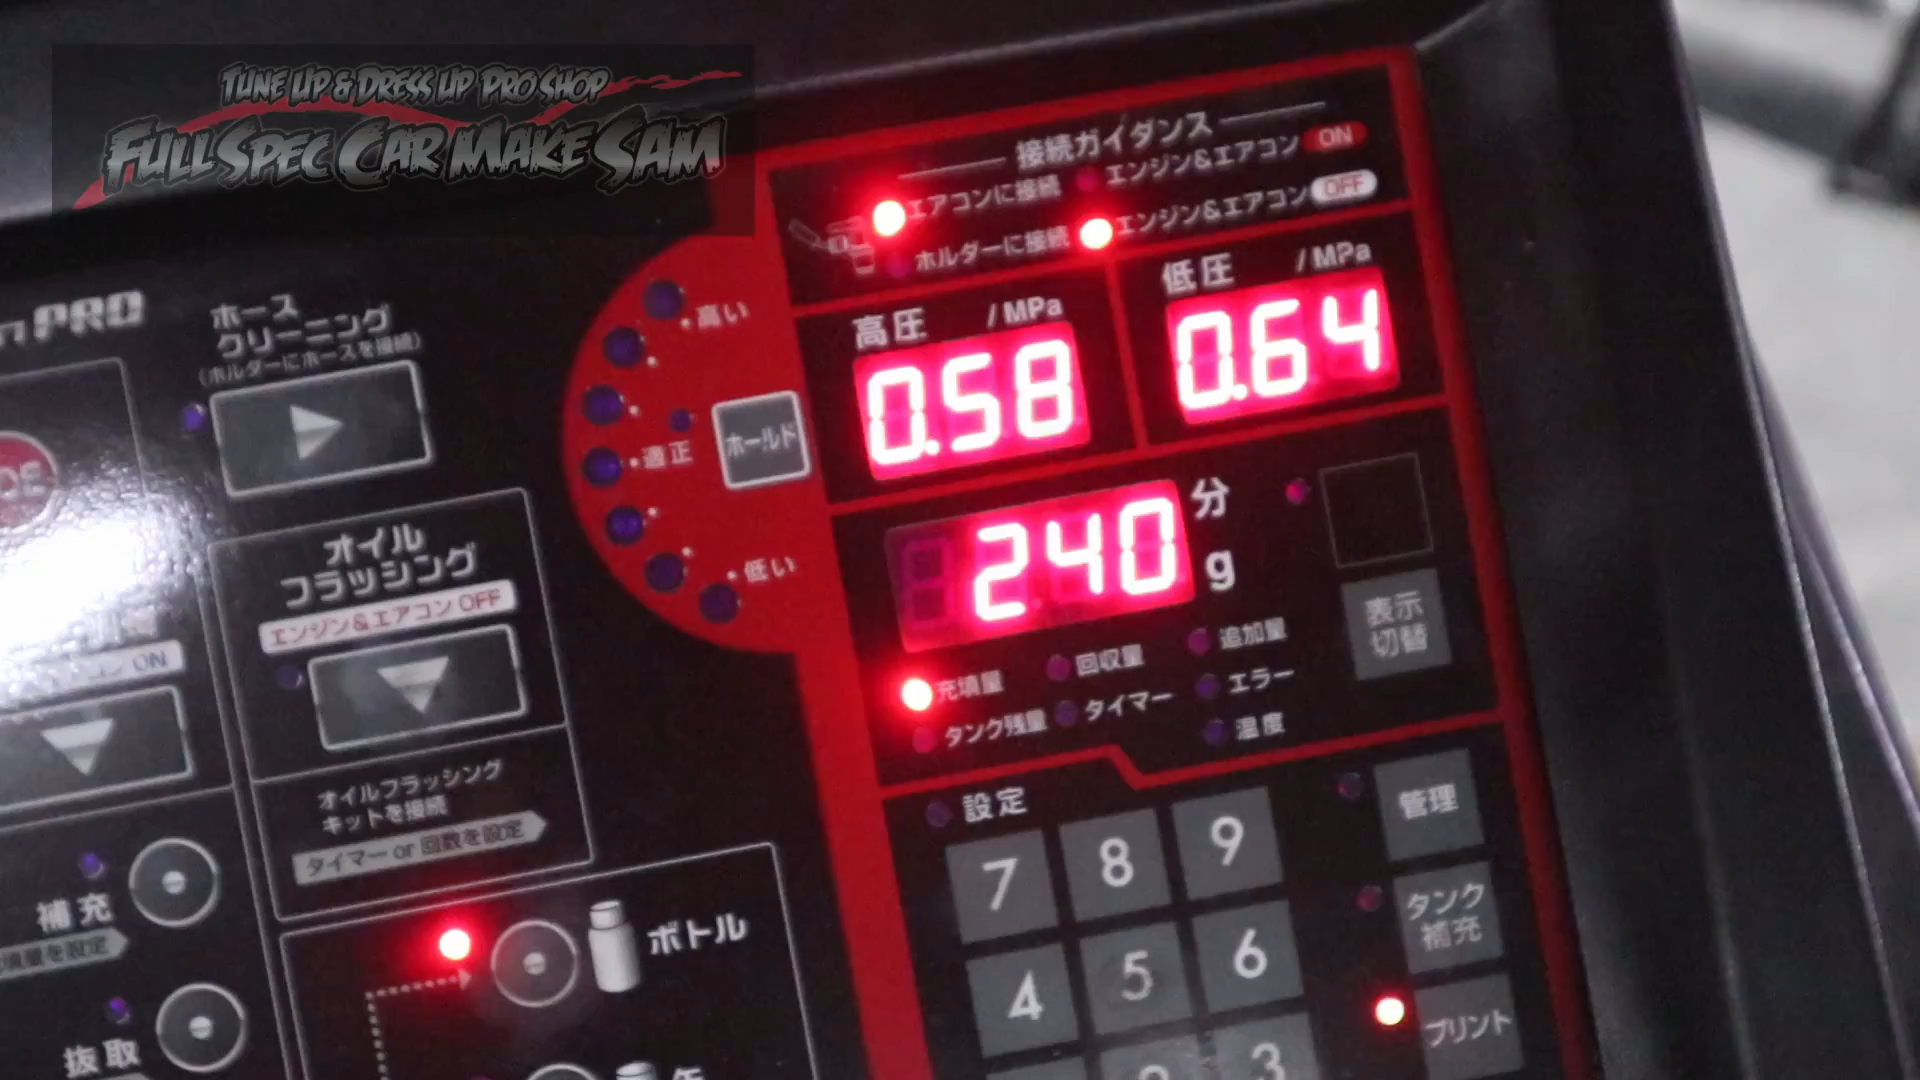 TUNE UP & DRESS UP PRO SHOP
FULL SPEC CAR MAKE SAM
接続ガイダンス
エアコンに接続
エンジン&エアコン ON
ホルダーに接続
エンジン&エアコン OFF
高圧 /MPa
低圧 /MPa
0.58
0.64
PRO
ホース
クリーニング
(ホルダーにホースを接続)
高い
適正
低い
ホールド
240
分
g
表示
切替
充填量
回収量
追加量
タンク残量
タイマー
エラー
温度
オイル
フラッシング
エンジン&エアコン OFF
ON
オイルフラッシング
キットを接続
タイマー or 回数を設定
設定
管理
7
8
9
タンク
補充
4
5
6
プリント
3
補充
量を設定
抜取
ボトル